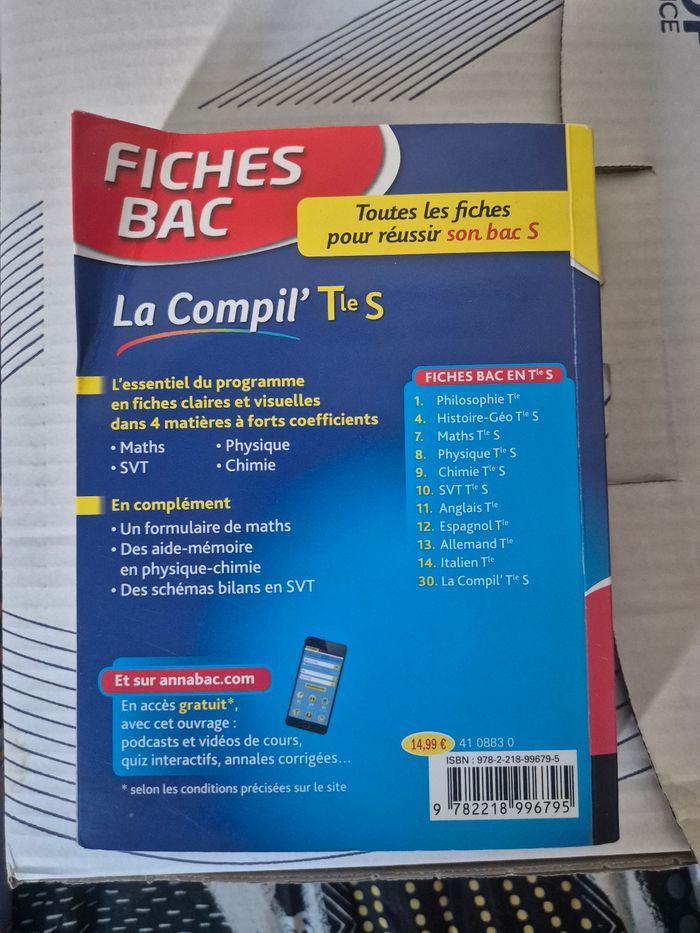 FICHES
BAC
Toutes les fiches
pour réussir son bac S
La Compil' Tle S
L'essentiel du programme
en fiches claires et visuelles
dans 4 matières à forts coefficients
• Maths
• Physique
• SVT
• Chimie
En complément
• Un formulaire de maths
• Des aide-mémoire
en physique-chimie
• Des schémas bilans en SVT
FICHES BAC EN Tle S
1. Philosophie Tle
4. Histoire-Géo Tle S
7. Maths Tle S
8. Physique Tle S
9. Chimie Tle S
10. SVT Tle S
11. Anglais Tle
12. Espagnol Tle
13. Allemand Tle
14. Italien Tle
30. La Compil' Tle S
Et sur annabac.com
En accès gratuit*,
avec cet ouvrage :
podcasts et vidéos de cours,
quiz interactifs, annales corrigées...
* selon les conditions précisées sur le site
14,99 €
41 0883 0
ISBN : 978-2-218-99679-5
9 782218 996795